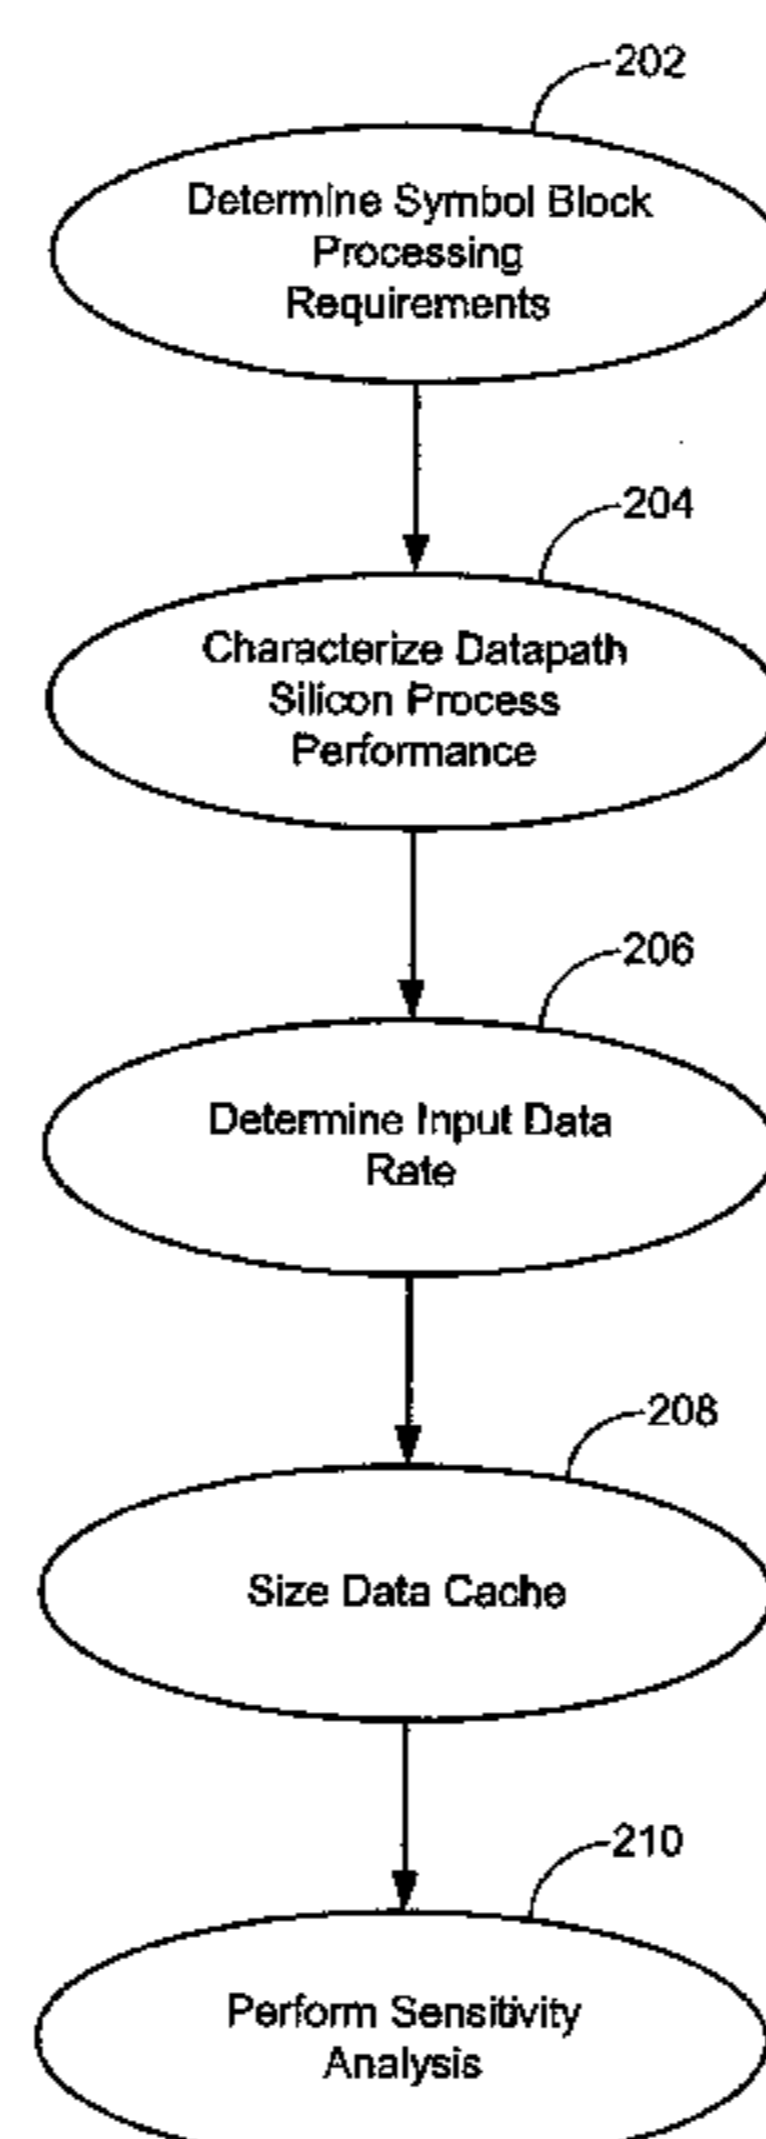 202
Determine Symbol Block
Processing
Requirements
204
Characterize Datapath
Silicon Process
Performance
206
Determine Input Data
Rate
208
Size Data Cache
210
Perform Sensitivity
Analysis